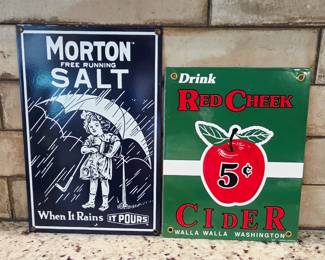 MORTON
FREE RUNNING
SALT
When It Rains IT POURS
Drink
RED CHEEK
5¢
CIDER
WALLA WALLA WASHINGTON